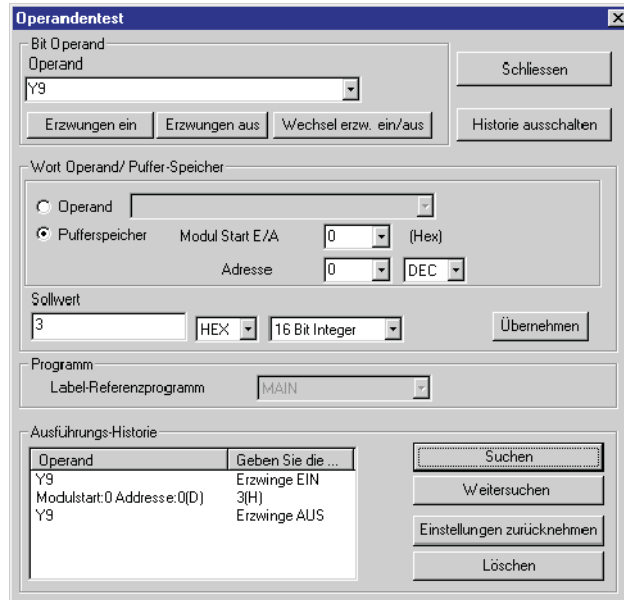 Operandentest
Bit Operand
Operand
Y9
Schliessen
Erzwungen ein
Erzwungen aus
Wechsel erzw. ein/aus
Historie ausschalten
Wort Operand/ Puffer-Speicher
Operand
Pufferspeicher
Modul Start E/A
0
(Hex)
Adresse
0
DEC
Sollwert
3
HEX
16 Bit Integer
Übernehmen
Programm
Label-Referenzprogramm
MAIN
Ausführungs-Historie
Operand Geben Sie die ...
Y9 Erzwinge EIN
Modulstart:0 Addresse:0(D) 3(H)
Y9 Erzwinge AUS
Suchen
Weitersuchen
Einstellungen zurücknehmen
Löschen